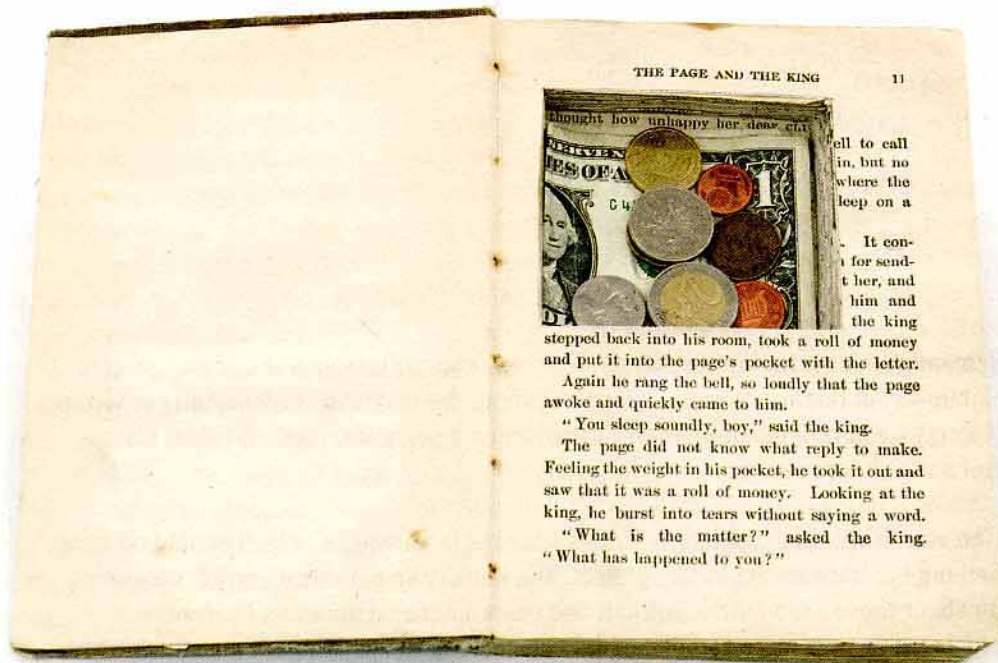 THE PAGE AND THE KING 11
thought how unhappy her dear
ell to call
in, but no
where the
leep on a
. It con-
for send-
t her, and
him and
the king
stepped back into his room, took a roll of money
and put it into the page's pocket with the letter.
Again he rang the bell, so loudly that the page
awoke and quickly came to him.
"You sleep soundly, boy," said the king.
The page did not know what reply to make.
Feeling the weight in his pocket, he took it out and
saw that it was a roll of money. Looking at the
king, he burst into tears without saying a word.
"What is the matter?" asked the king.
"What has happened to you?"
ES OF A
1